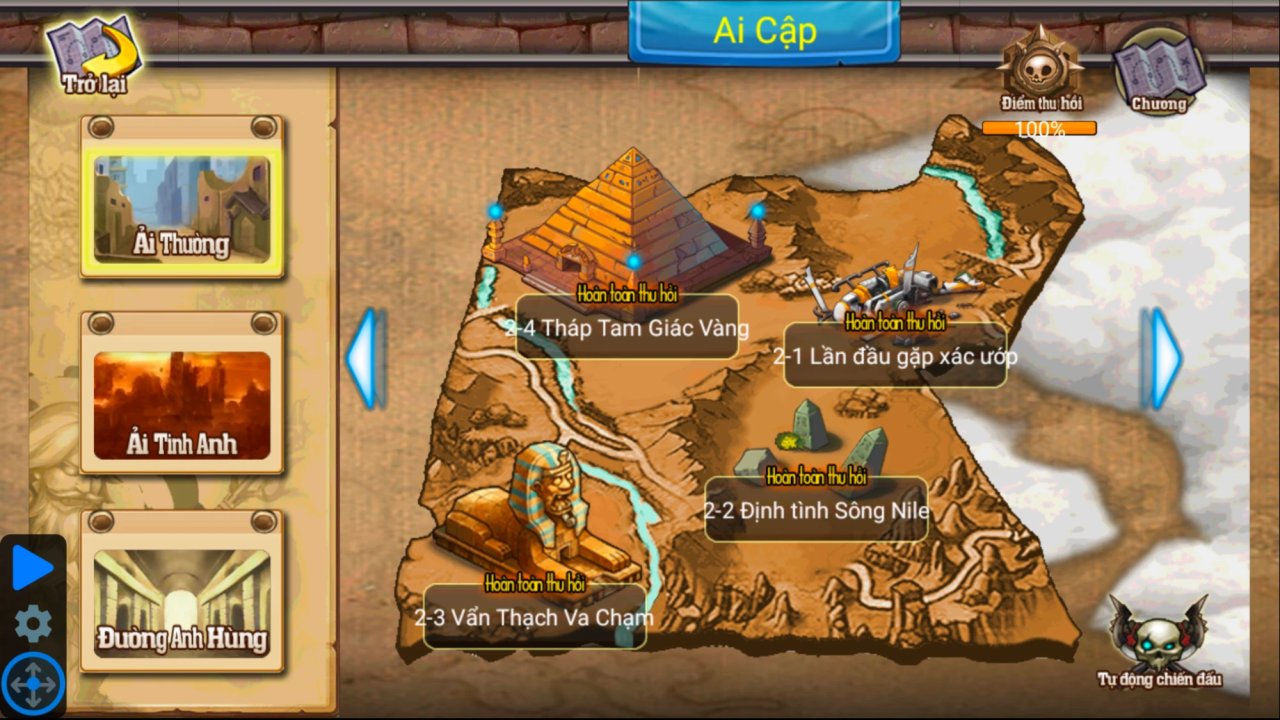 Ai Cập
Trở lại
Điểm thu hồi
Chương
100%
Ải Thường
Hoàn toàn thu hồi
2-4 Tháp Tam Giác Vàng
Hoàn toàn thu hồi
2-1 Lần đầu gặp xác ướp
Ải Tinh Anh
Hoàn toàn thu hồi
2-2 Định tình Sông Nile
Hoàn toàn thu hồi
2-3 Vẩn Thạch Va Chạm
Đường Anh Hùng
Tự động chiến đấu